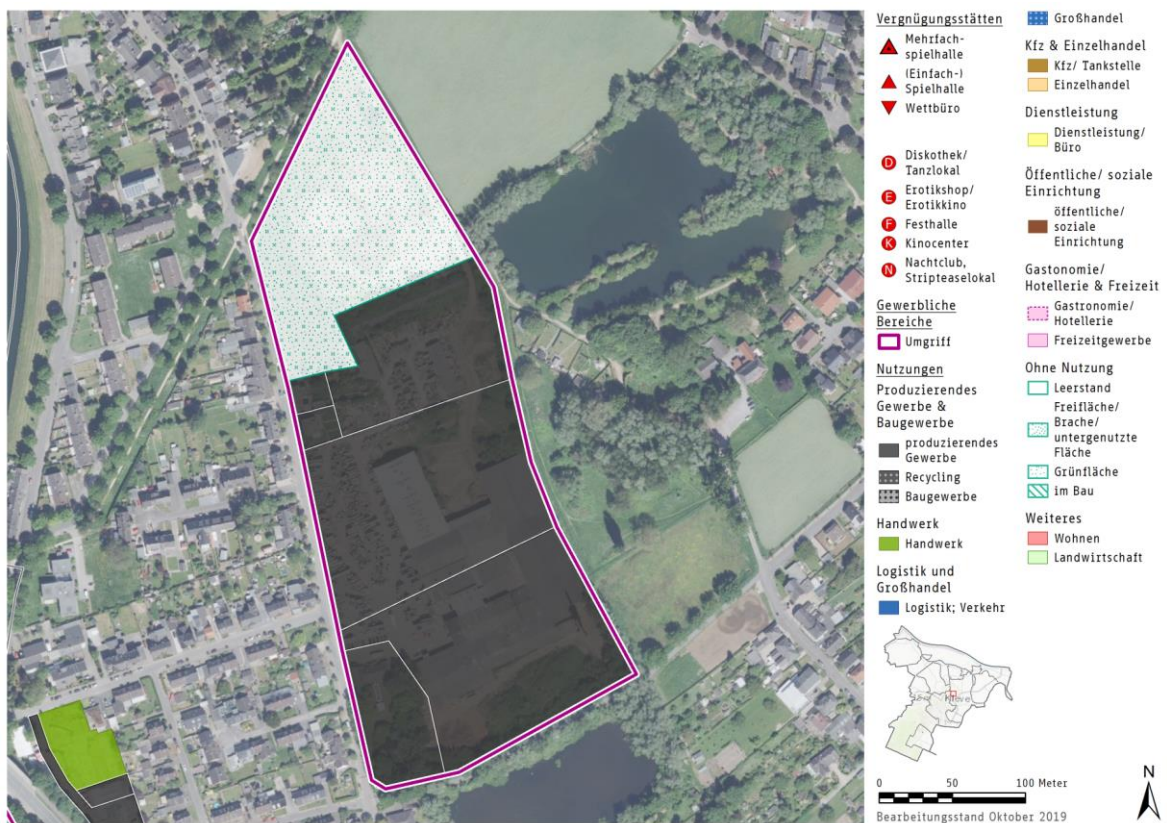 Vergnügungsstätten
Mehrfach-
spielhalle
(Einfach-)
Spielhalle
Wettbüro
D Diskothek/
Tanzlokal
E Erotikshop/
Erotikkino
F Festhalle
K Kinocenter
N Nachtclub,
Stripteaselokal
Gewerbliche
Bereiche
Umgriff
Nutzungen
Produzierendes
Gewerbe &
Baugewerbe
produzierendes
Gewerbe
Recycling
Baugewerbe
Handwerk
Handwerk
Logistik und
Großhandel
Logistik; Verkehr
Großhandel
Kfz & Einzelhandel
Kfz/ Tankstelle
Einzelhandel
Dienstleistung
Dienstleistung/
Büro
Öffentliche/ soziale
Einrichtung
öffentliche/
soziale
Einrichtung
Gastonomie/
Hotellerie & Freizeit
Gastronomie/
Hotellerie
Freizeitgewerbe
Ohne Nutzung
Leerstand
Freifläche/
Brache/
untergenutzte
Fläche
Grünfläche
im Bau
Weiteres
Wohnen
Landwirtschaft
0 50 100 Meter
Bearbeitungsstand Oktober 2019
N